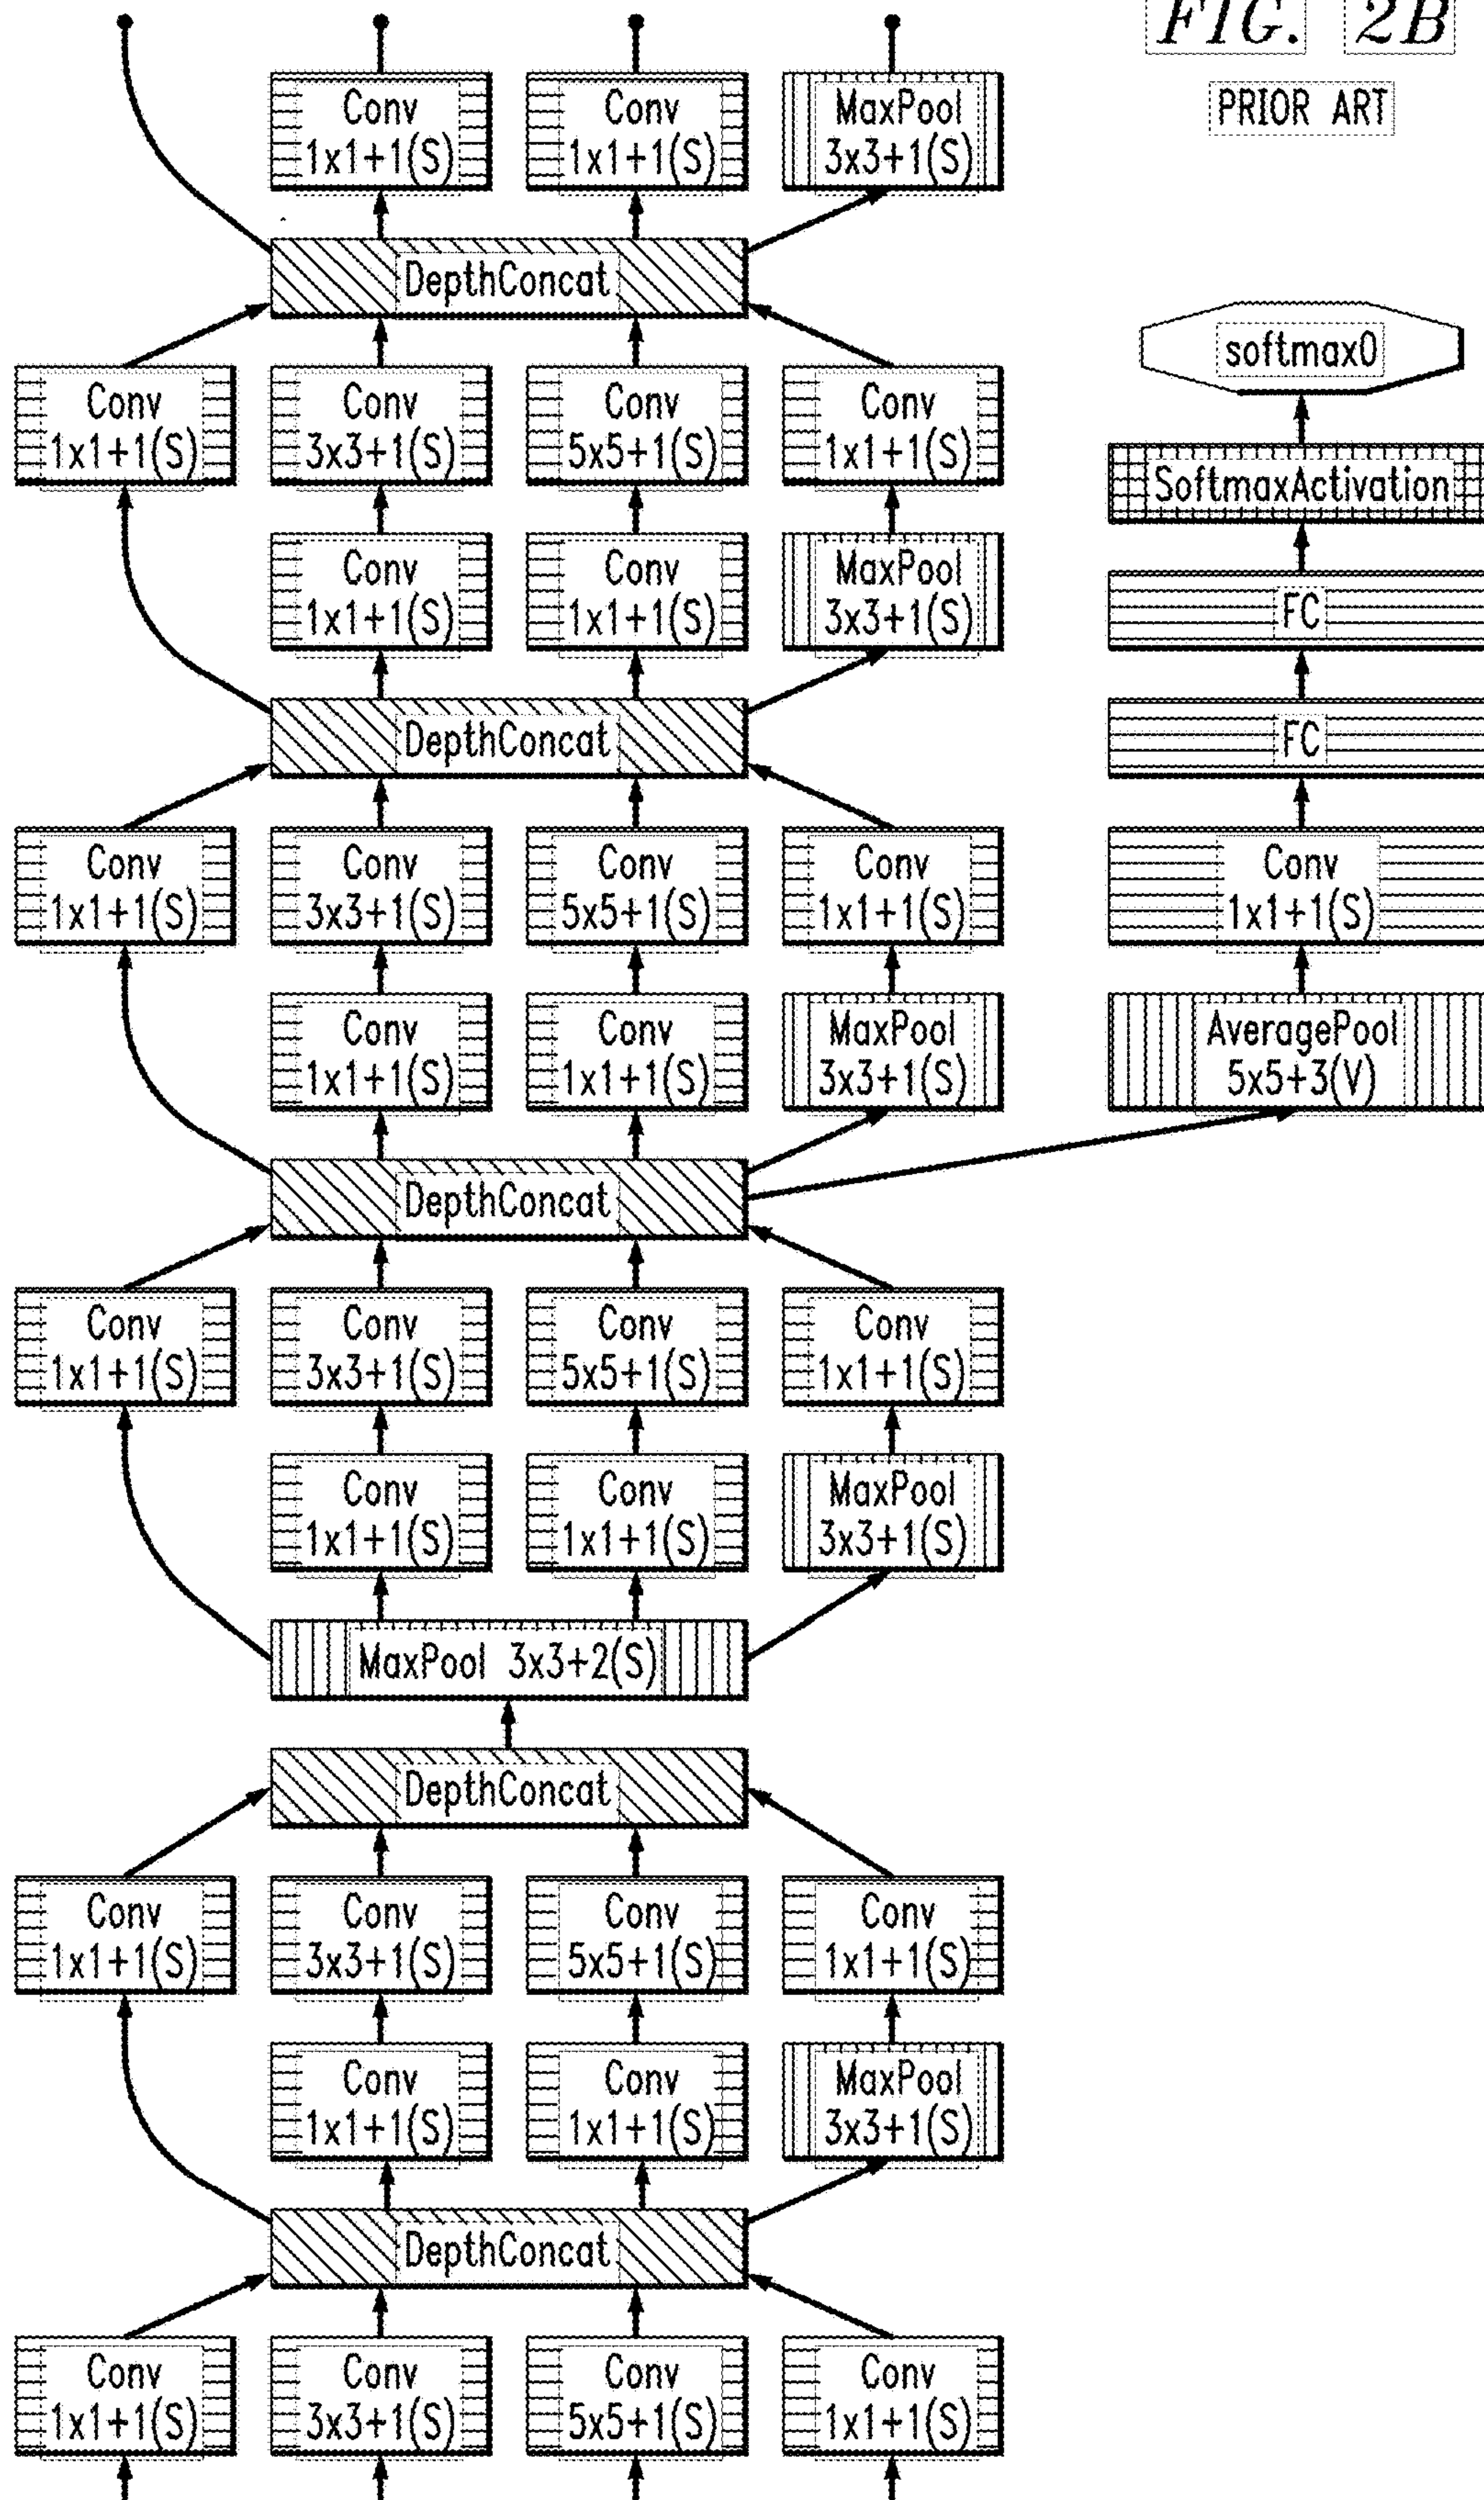 FIG. 2B
PRIOR ART
Conv
1x1+1(S)
Conv
1x1+1(S)
MaxPool
3x3+1(S)
DepthConcat
Conv
1x1+1(S)
Conv
3x3+1(S)
Conv
5x5+1(S)
Conv
1x1+1(S)
Conv
1x1+1(S)
Conv
1x1+1(S)
MaxPool
3x3+1(S)
DepthConcat
Conv
1x1+1(S)
Conv
3x3+1(S)
Conv
5x5+1(S)
Conv
1x1+1(S)
Conv
1x1+1(S)
Conv
1x1+1(S)
MaxPool
3x3+1(S)
DepthConcat
Conv
1x1+1(S)
Conv
3x3+1(S)
Conv
5x5+1(S)
Conv
1x1+1(S)
Conv
1x1+1(S)
Conv
1x1+1(S)
MaxPool
3x3+1(S)
MaxPool 3x3+2(S)
DepthConcat
Conv
1x1+1(S)
Conv
3x3+1(S)
Conv
5x5+1(S)
Conv
1x1+1(S)
Conv
1x1+1(S)
Conv
1x1+1(S)
MaxPool
3x3+1(S)
DepthConcat
Conv
1x1+1(S)
Conv
3x3+1(S)
Conv
5x5+1(S)
Conv
1x1+1(S)
softmax0
SoftmaxActivation
FC
FC
Conv
1x1+1(S)
AveragePool
5x5+3(V)